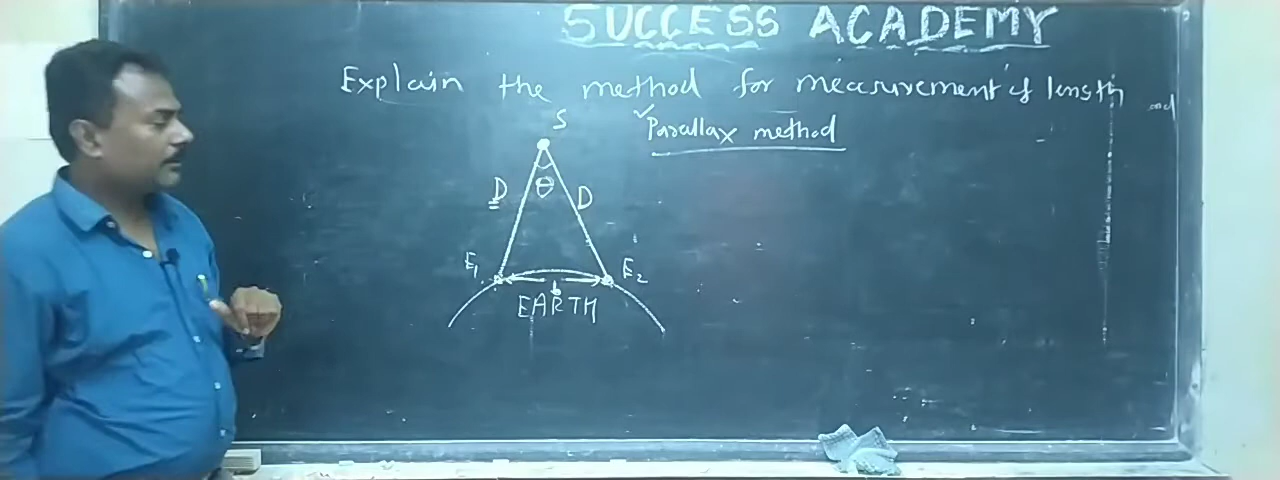 SUCCESS ACADEMY
Explain the method for measurement of length
Parallax method
S
D θ D
E₁ E₂
b
EARTH